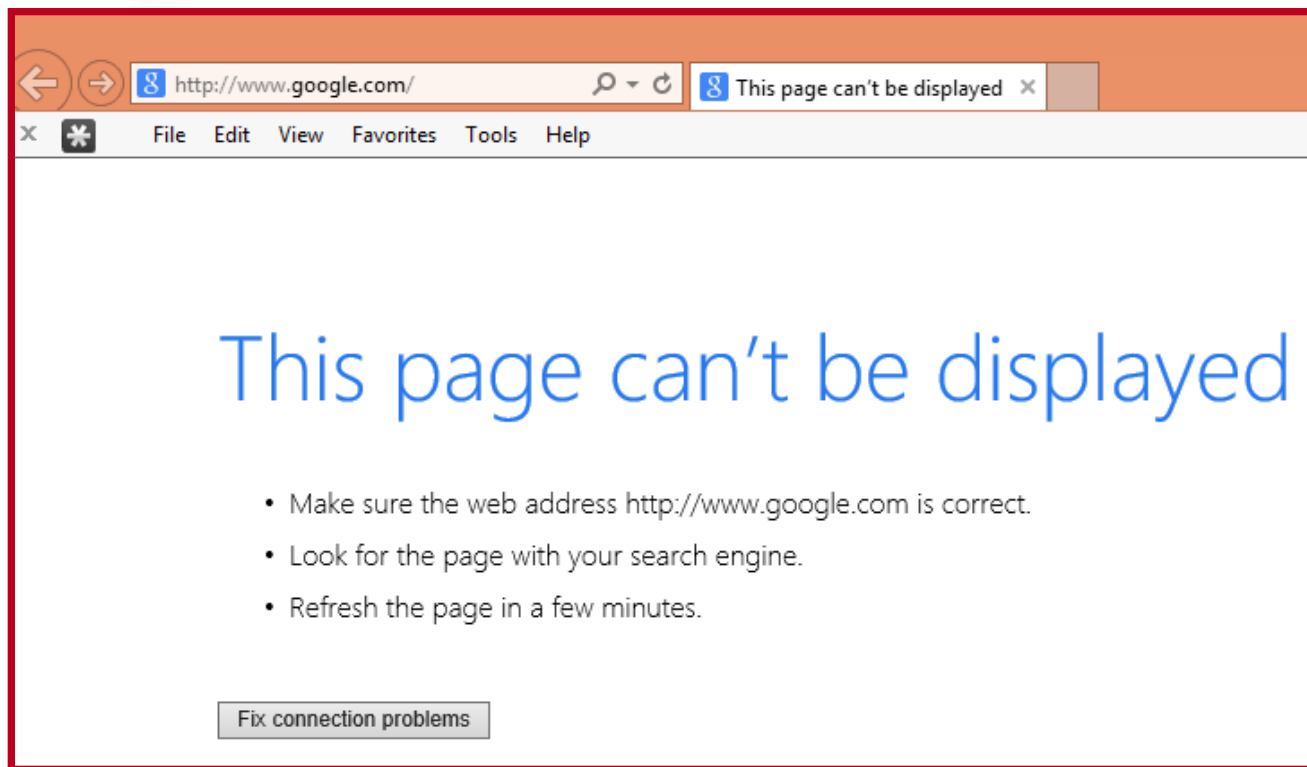 8 http://www.google.com/
8 This page can't be displayed ×
x * File Edit View Favorites Tools Help
This page can't be displayed
• Make sure the web address http://www.google.com is correct.
• Look for the page with your search engine.
• Refresh the page in a few minutes.
Fix connection problems